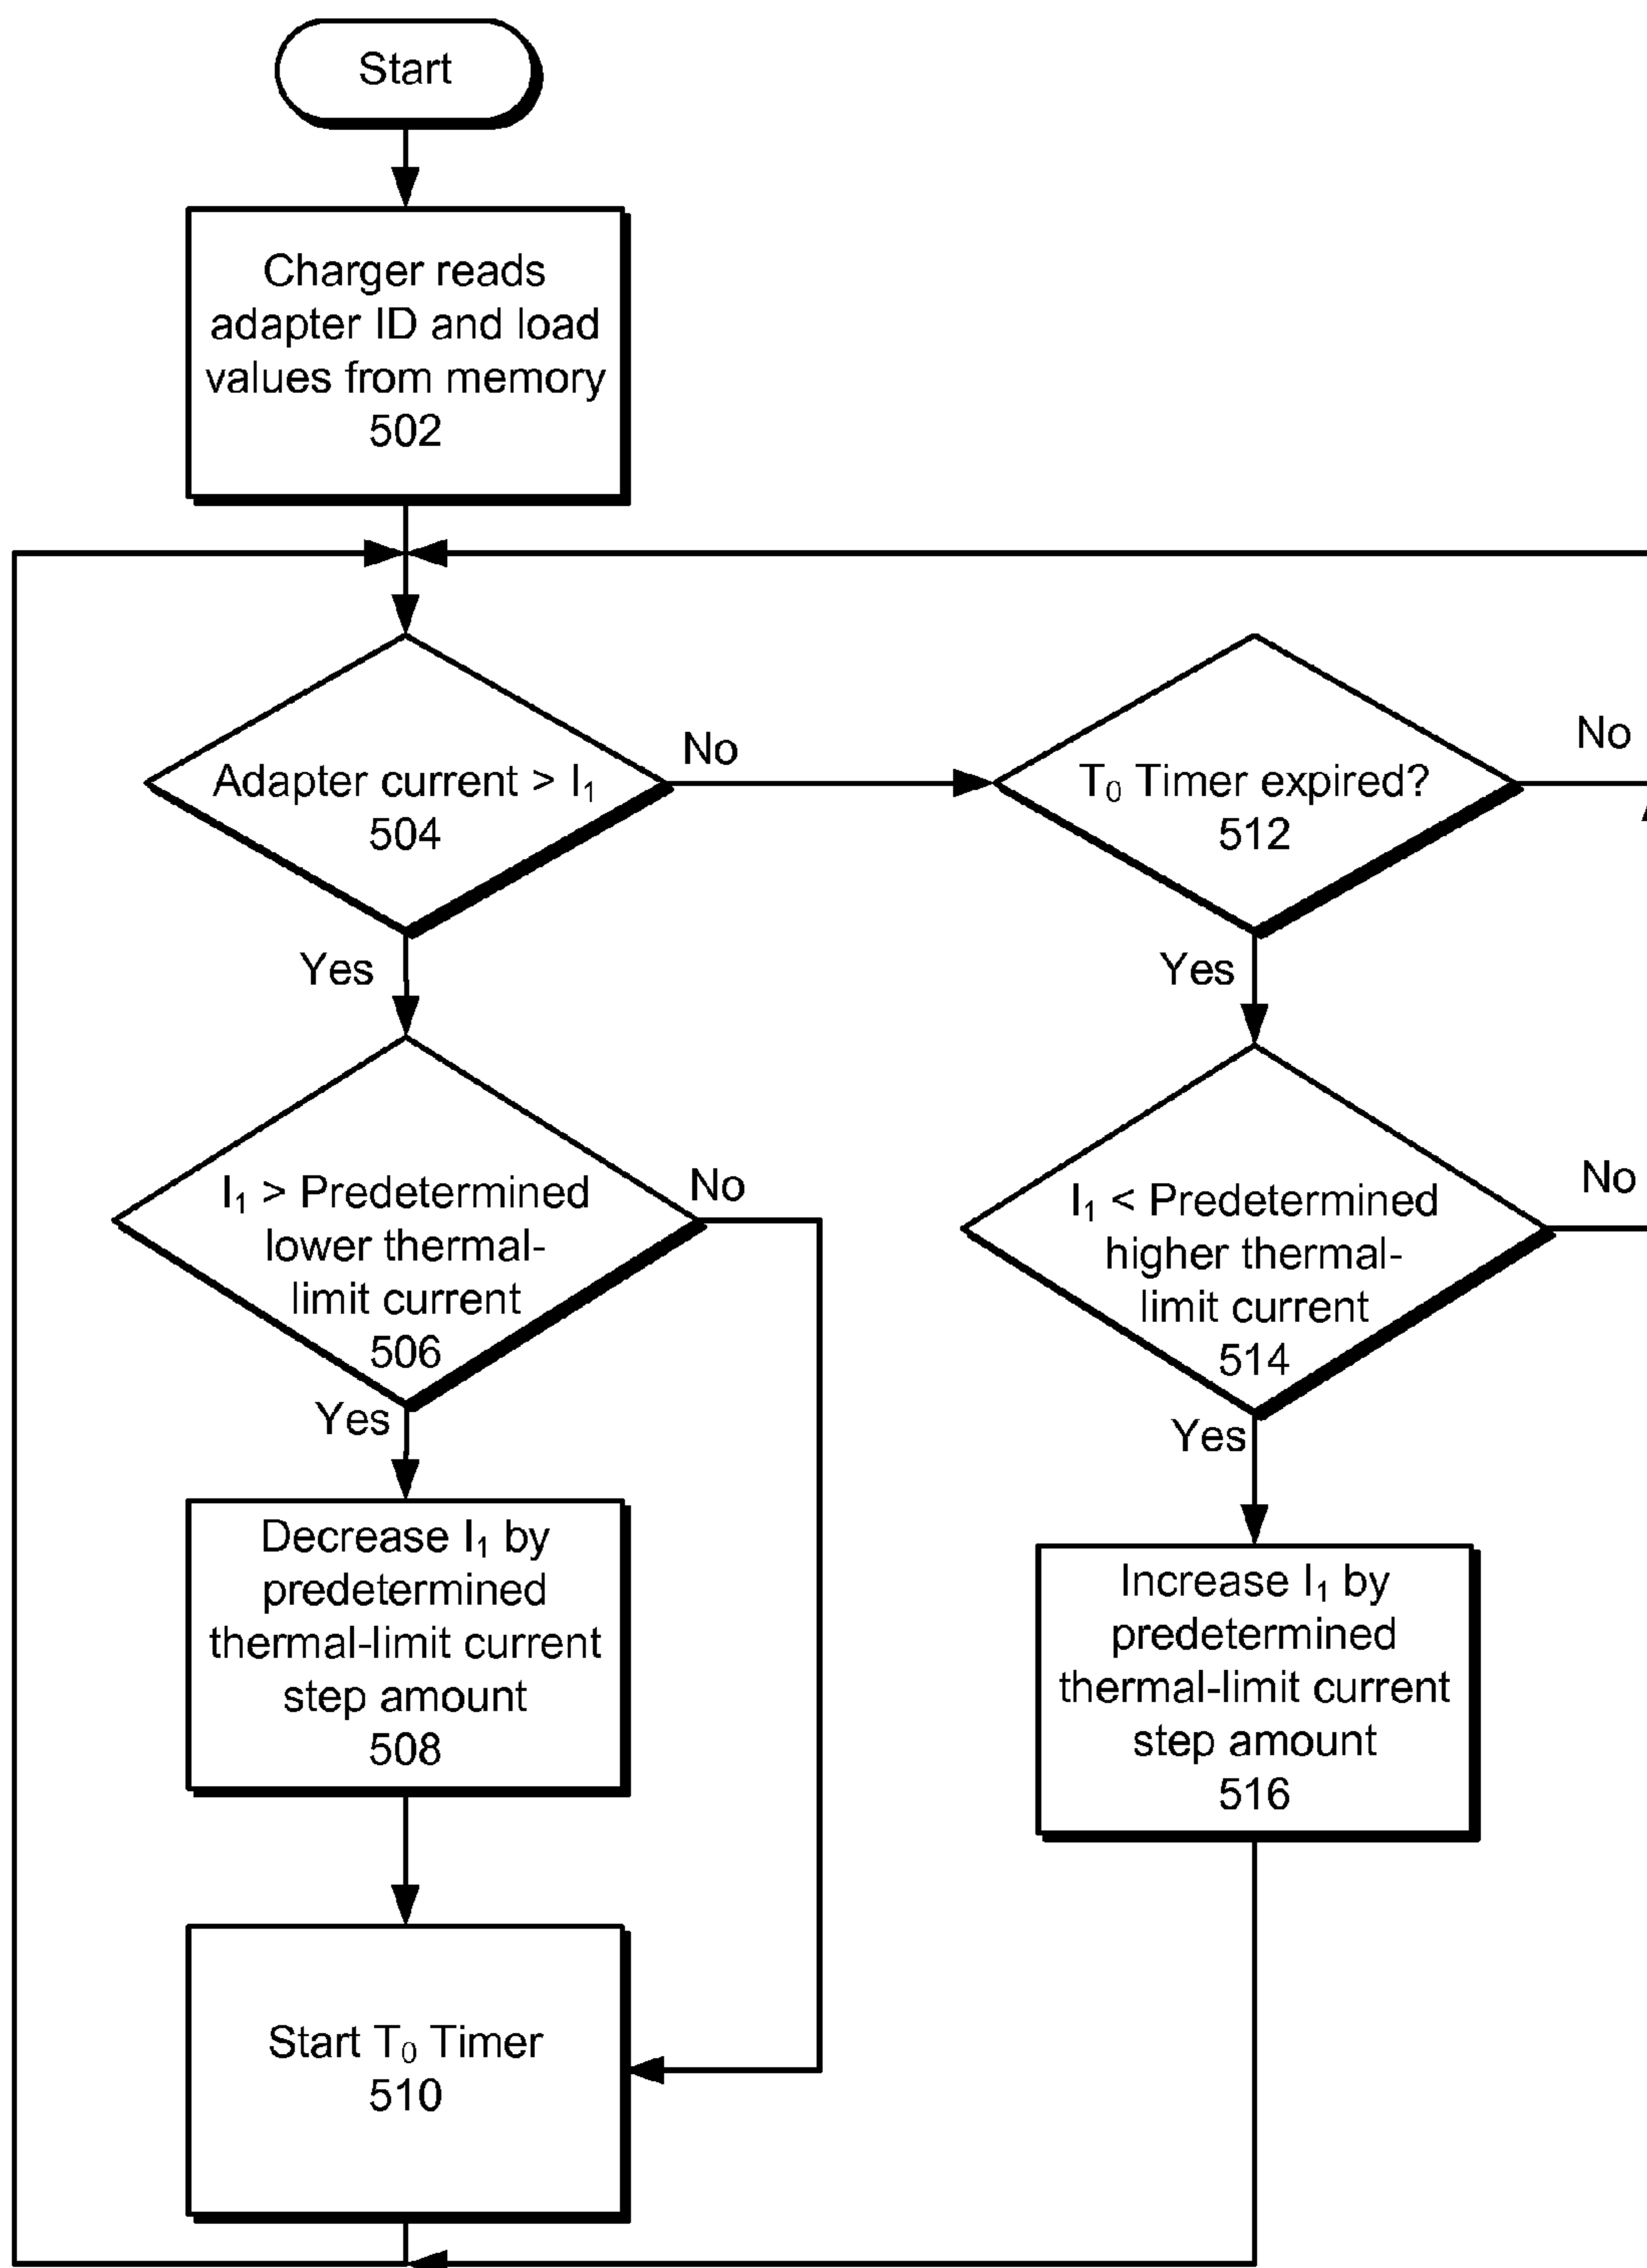 Start
Charger reads
adapter ID and load
values from memory
502
Adapter current > I₁
504
No
Yes
T₀ Timer expired?
512
No
Yes
I₁ > Predetermined
lower thermal-
limit current
506
No
Yes
I₁ < Predetermined
higher thermal-
limit current
514
No
Yes
Decrease I₁ by
predetermined
thermal-limit current
step amount
508
Increase I₁ by
predetermined
thermal-limit current
step amount
516
Start T₀ Timer
510